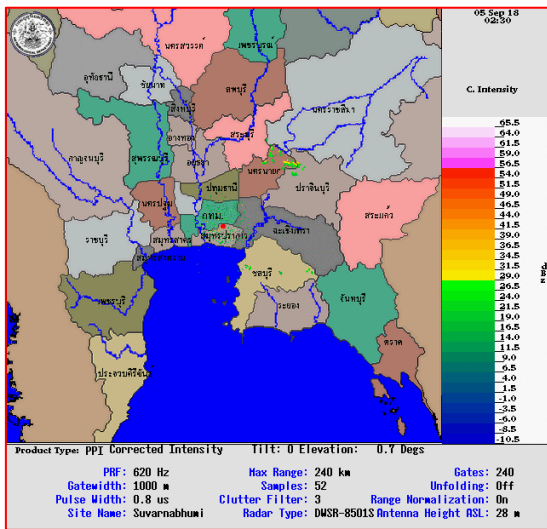 05 Sep 18
02:30
C. Intensity
นครสวรรค์
เพชรบูรณ์
อุทัยธานี
ชัยนาท
ลพบุรี
สิงห์บุรี
นครราชสีมา
อ่างทอง
สระบุรี
กาญจนบุรี
สุพรรณบุรี
อยุธยา
นครนายก
ปราจีนบุรี
ปทุมธานี
นครปฐม
สระแก้ว
กทม.
ฉะเชิงเทรา
ราชบุรี
สมุทรสาคร
สมุทรปราการ
สมุทรสงคราม
ชลบุรี
เพชรบุรี
ระยอง
จันทบุรี
ตราด
ประจวบคีรีขันธ์
65.5
64.0
61.5
59.0
56.5
54.0
51.5
49.0
46.5
44.0
41.5
39.0
36.5
34.0
31.5
29.0
26.5
24.0
21.5
19.0
16.5
14.0
11.5
9.0
6.5
4.0
1.5
-1.0
-3.5
-6.0
-8.5
-10.5
Product Type: PPI Corrected Intensity Tilt: 0 Elevation: 0.7 Degs
PRF: 620 Hz Max Range: 240 km Gates: 240
Gatewidth: 1000 m Samples: 52 Unfolding: Off
Pulse Width: 0.8 us Clutter Filter: 3 Range Normalization: On
Site Name: Suvarnabhumi Radar Type: DWSR-8501S Antenna Height ASL: 28 m